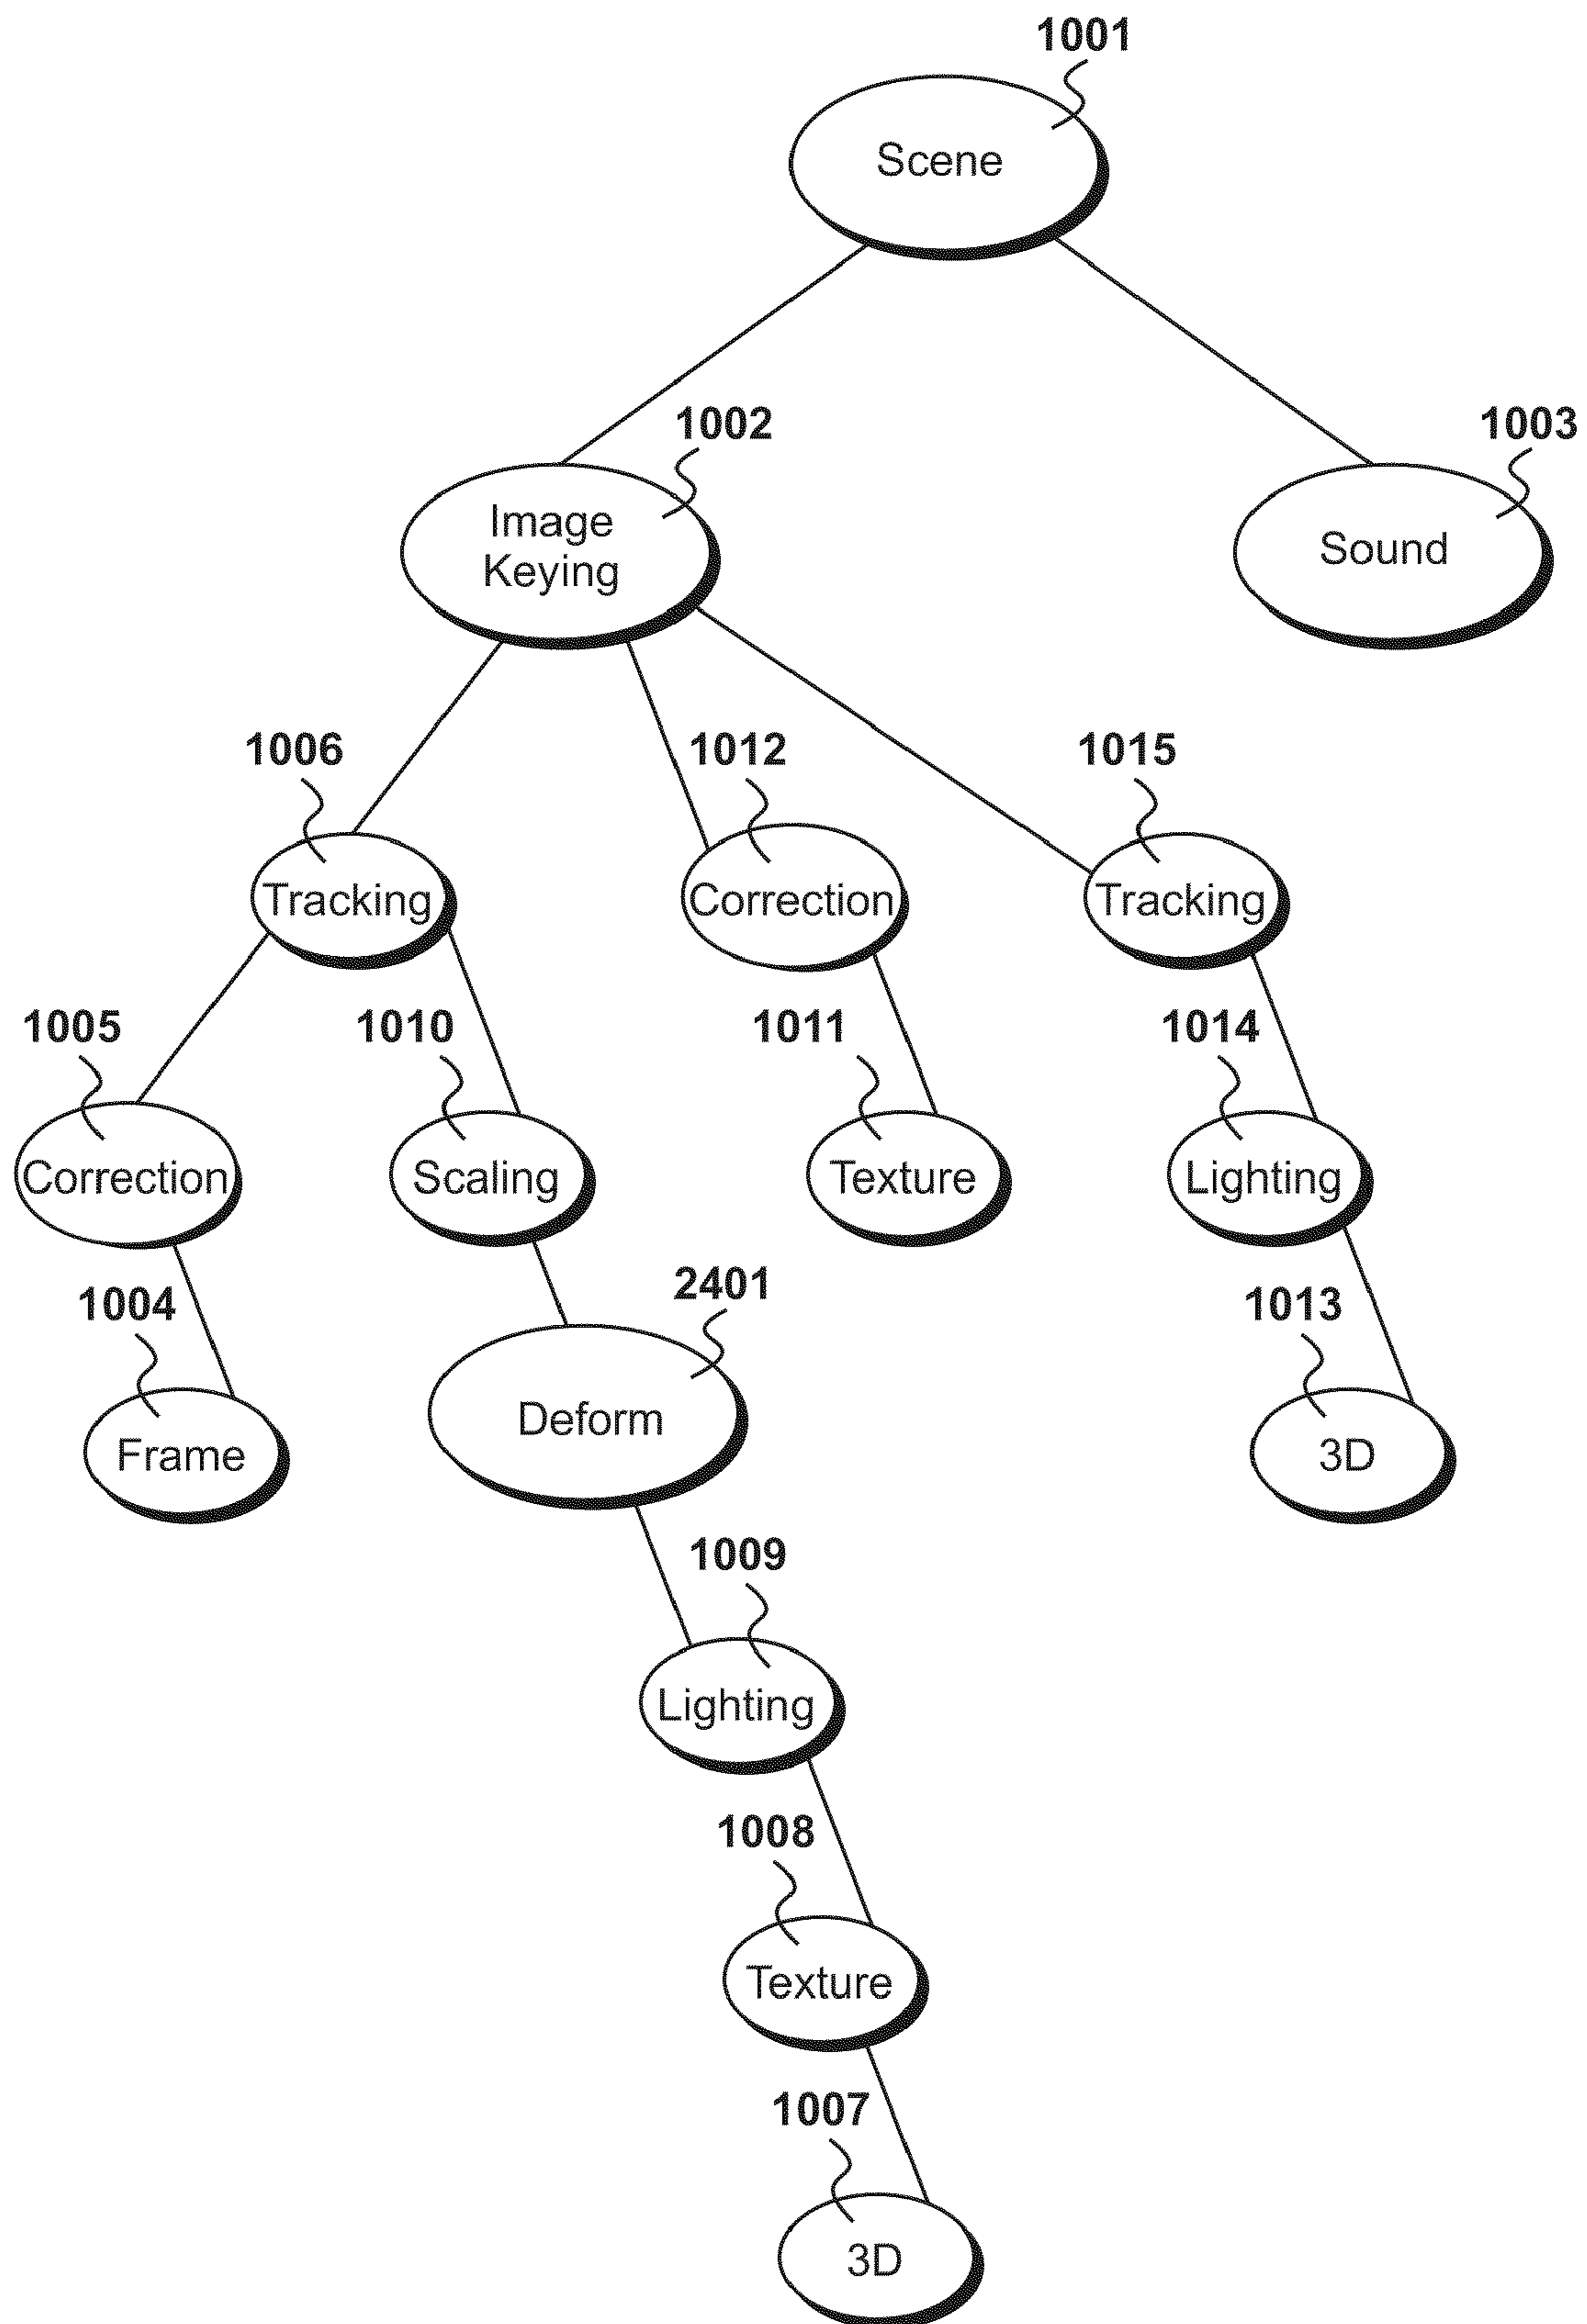 1001
Scene
1002
1003
Image
Keying
Sound
1006
1012
1015
Tracking
Correction
Tracking
1005
1010
1011
1014
Correction
Scaling
Texture
Lighting
2401
1004
1013
Deform
Frame
3D
1009
Lighting
1008
Texture
1007
3D